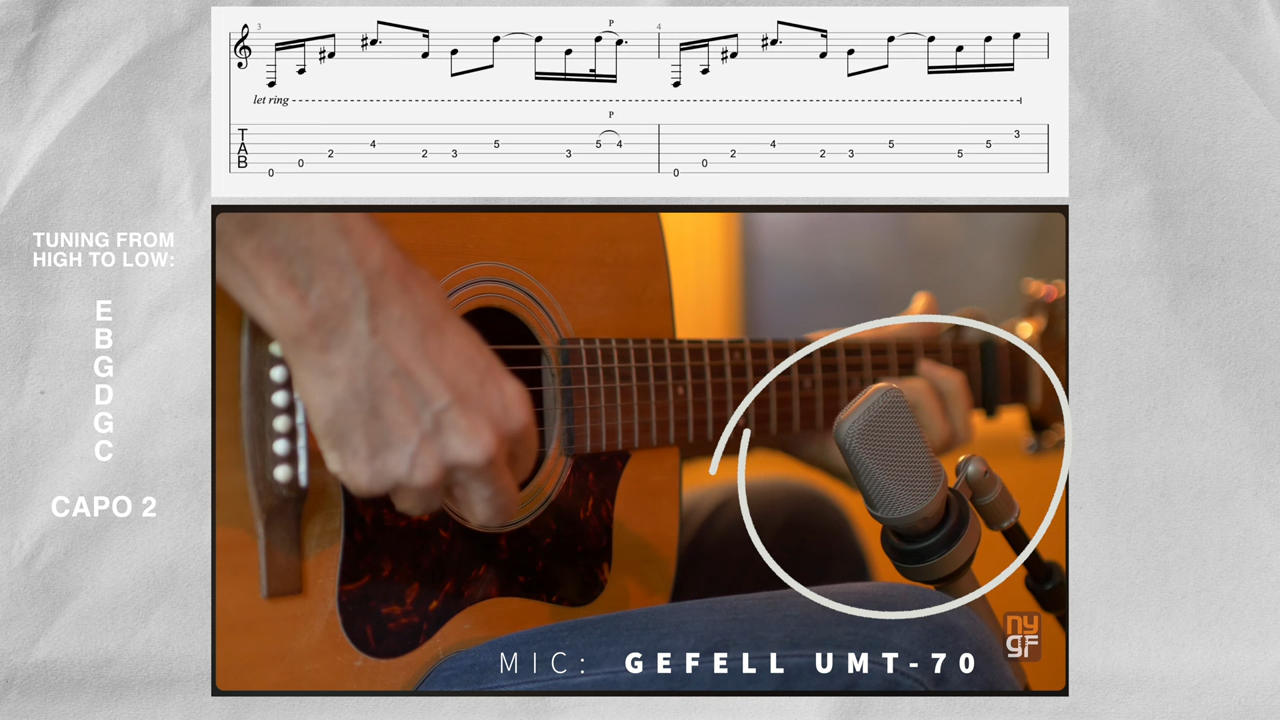 3
P
4
let ring
P
T
A
B
0 0 2 4 2 3 5 3 5 4
0 0 2 4 2 3 5 5 5 3
TUNING FROM
HIGH TO LOW:
E
B
G
D
G
C
CAPO 2
MIC: GEFELL UMT-70
ny
gf